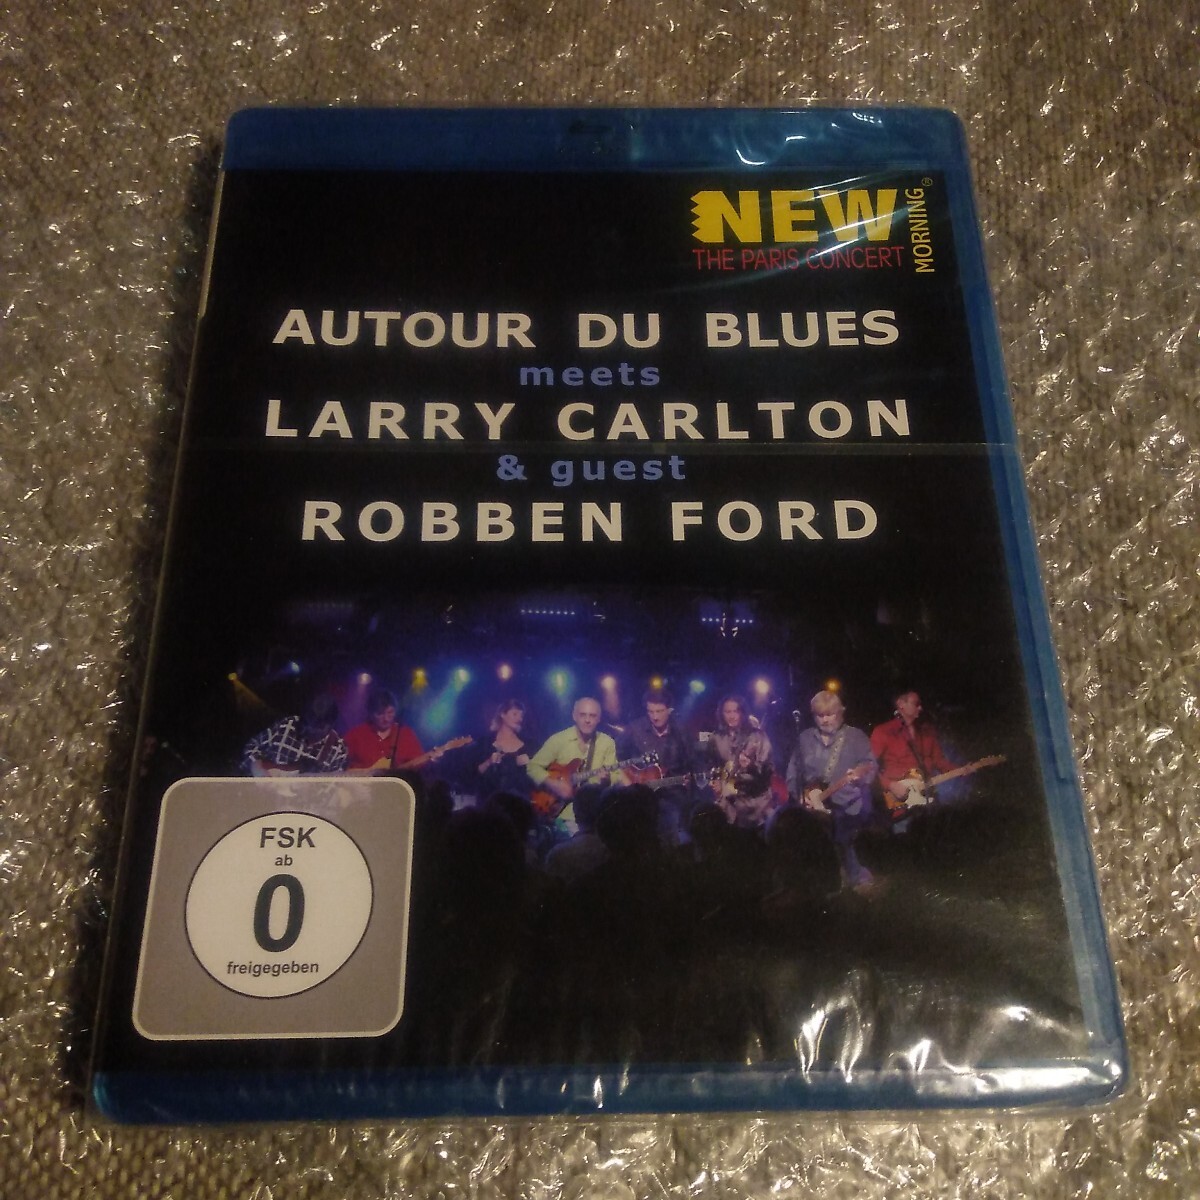 NEW
MORNING®
THE PARIS CONCERT
AUTOUR DU BLUES
meets
LARRY CARLTON
& guest
ROBBEN FORD
FSK
ab
0
freigegeben